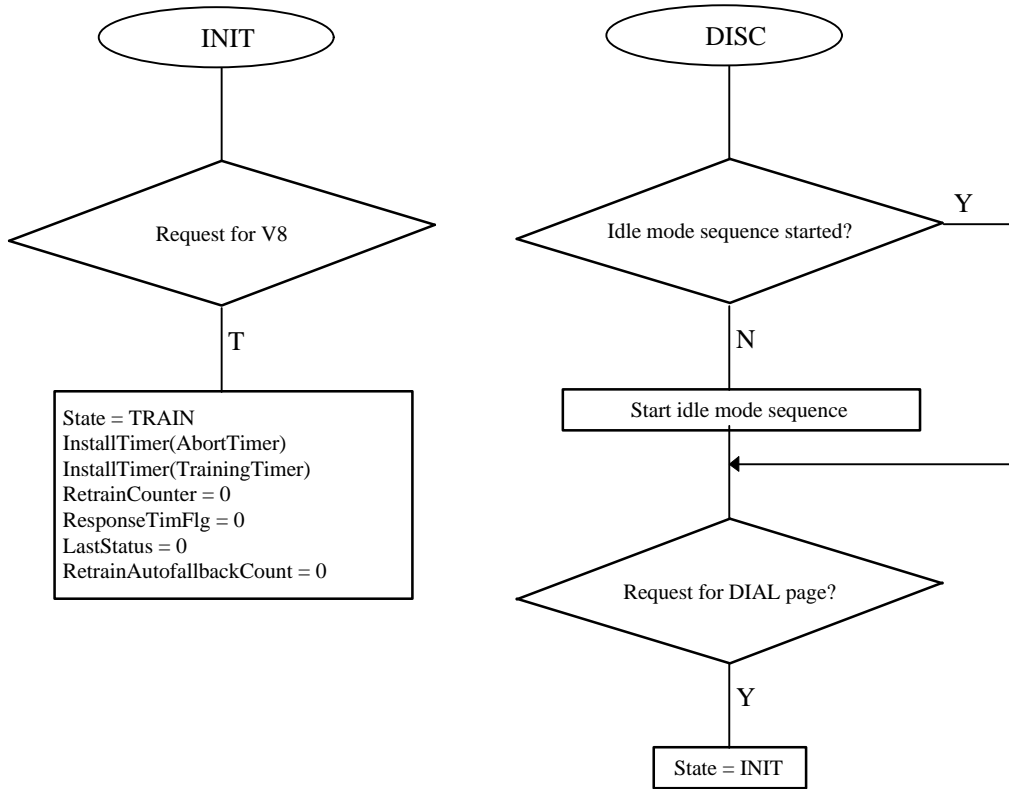 INIT
Request for V8
T
State = TRAIN
InstallTimer(AbortTimer)
InstallTimer(TrainingTimer)
RetrainCounter = 0
ResponseTimFlg = 0
LastStatus = 0
RetrainAutofallbackCount = 0
DISC
Idle mode sequence started?
Y
N
Start idle mode sequence
Request for DIAL page?
Y
State = INIT